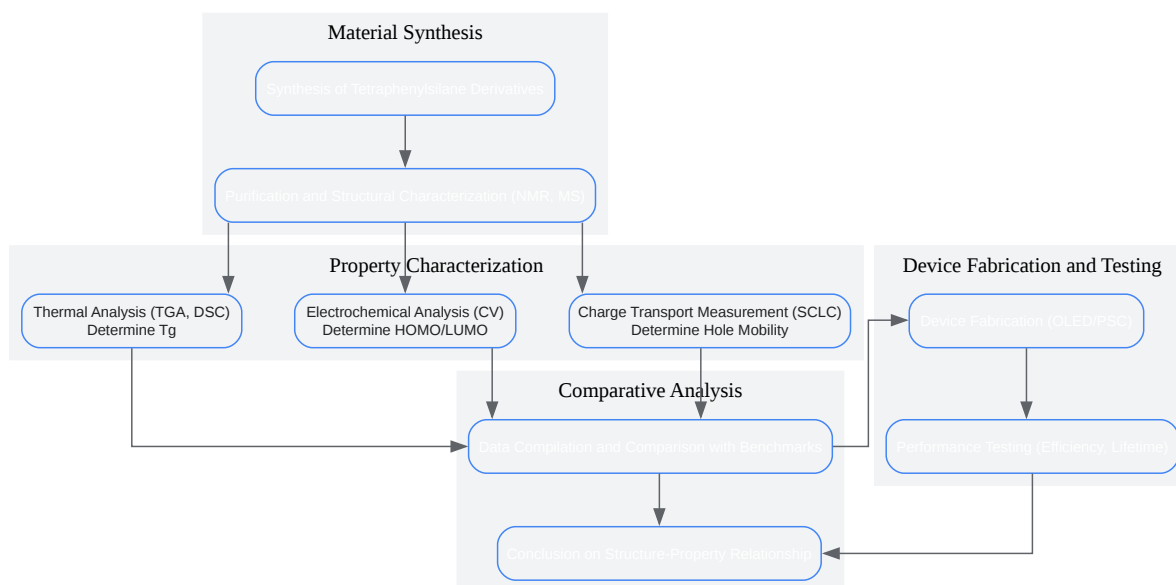 Material Synthesis
Synthesis of Tetraphenylsilane Derivatives
Purification and Structural Characterization (NMR, MS)
Property Characterization
Thermal Analysis (TGA, DSC)
Determine Tg
Electrochemical Analysis (CV)
Determine HOMO/LUMO
Charge Transport Measurement (SCLC)
Determine Hole Mobility
Device Fabrication and Testing
Device Fabrication (OLED/PSC)
Performance Testing (Efficiency, Lifetime)
Comparative Analysis
Data Compilation and Comparison with Benchmarks
Conclusion on Structure-Property Relationship